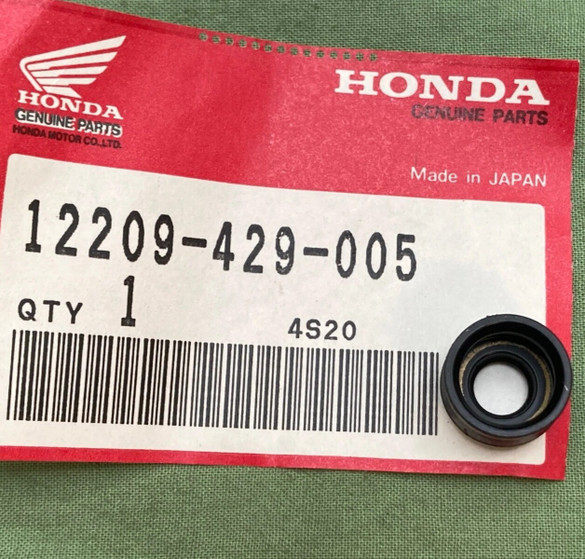 HONDA
GENUINE PARTS
HONDA MOTOR CO.,LTD.
HONDA
GENUINE PARTS
Made in JAPAN
12209-429-005
QTY 1
4S20